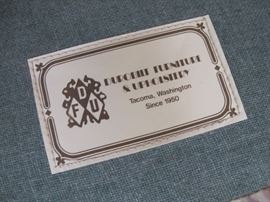 DUROBILT FURNITURE
& UPHOLSTERY
Tacoma, Washington
Since 1950
D
F U